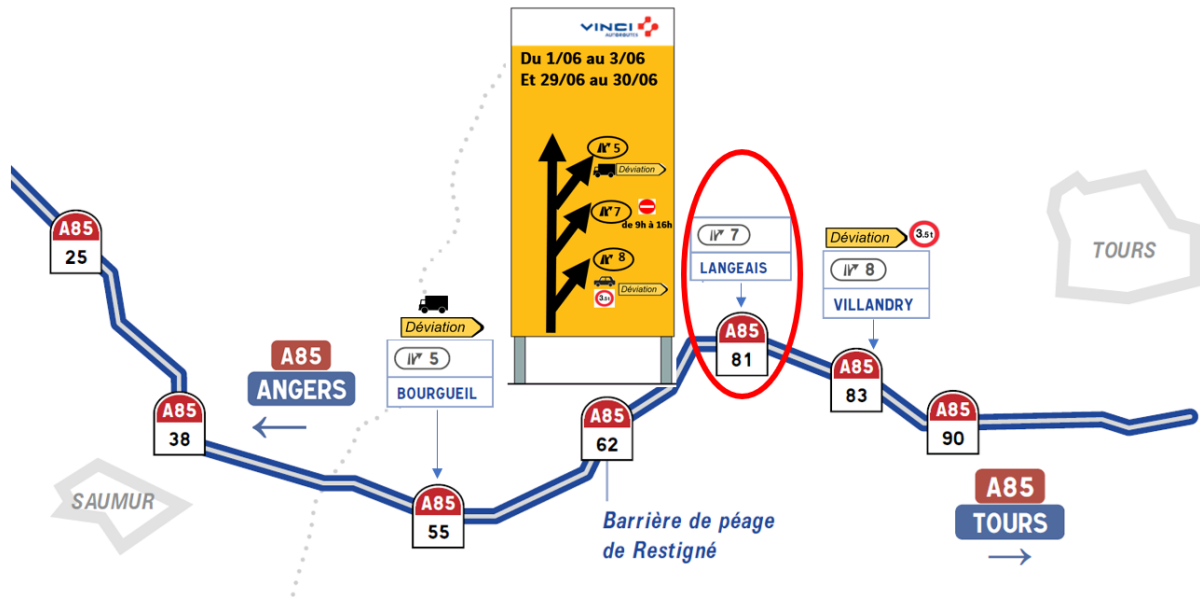 VINCI
AUTOROUTES
Du 1/06 au 3/06
Et 29/06 au 30/06
5
Déviation
7
de 9h à 16h
8
3.5t
Déviation
A85
25
A85
38
A85
ANGERS
SAUMUR
Déviation
5
BOURGUEIL
A85
55
A85
62
Barrière de péage
de Restigné
7
LANGEAIS
A85
81
Déviation
3.5t
8
VILLANDRY
A85
83
A85
90
TOURS
A85
TOURS